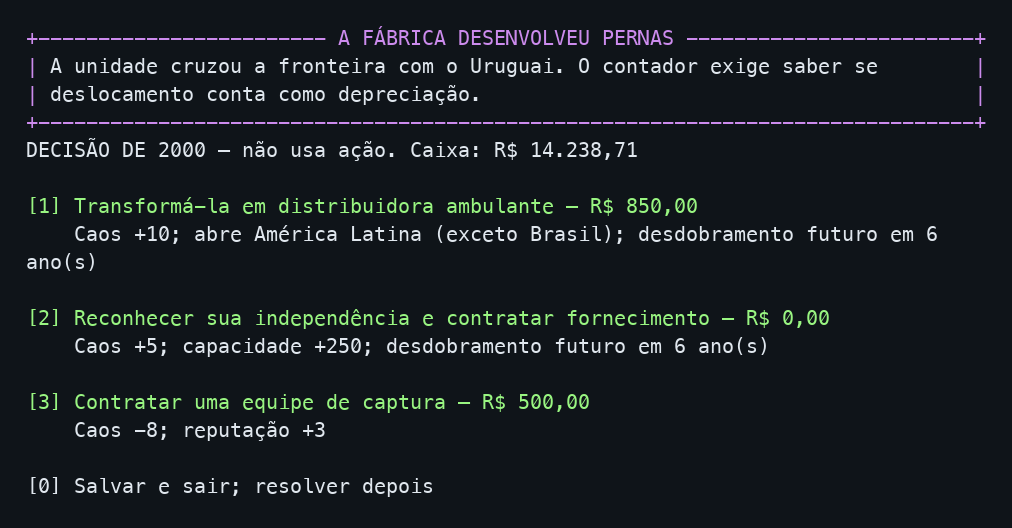 +------------------------ A FÁBRICA DESENVOLVEU PERNAS ------------------------+
| A unidade cruzou a fronteira com o Uruguai. O contador exige saber se        |
| deslocamento conta como depreciação.                                         |
+------------------------------------------------------------------------------+
DECISÃO DE 2000 — não usa ação. Caixa: R$ 14.238,71
[1] Transformá-la em distribuidora ambulante — R$ 850,00
    Caos +10; abre América Latina (exceto Brasil); desdobramento futuro em 6
ano(s)
[2] Reconhecer sua independência e contratar fornecimento — R$ 0,00
    Caos +5; capacidade +250; desdobramento futuro em 6 ano(s)
[3] Contratar uma equipe de captura — R$ 500,00
    Caos -8; reputação +3
[0] Salvar e sair; resolver depois